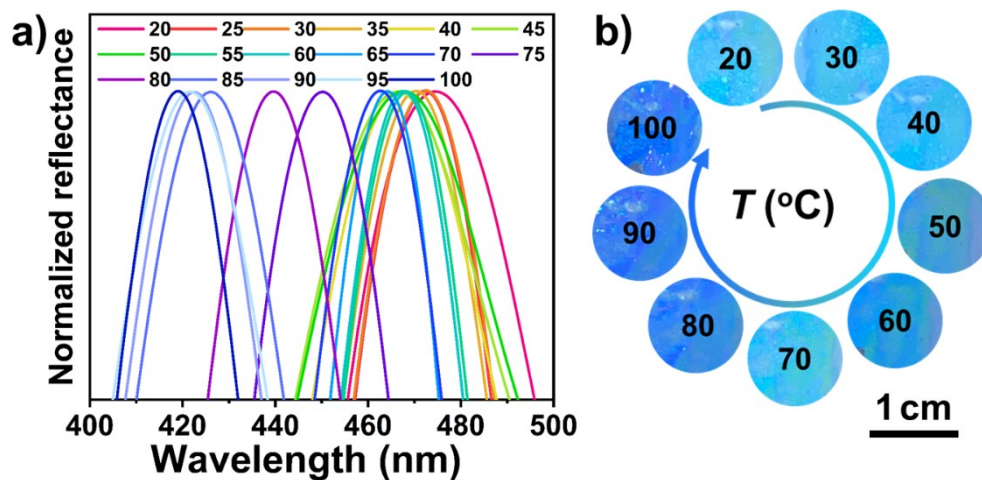 a)
20 25 30 35 40 45
50 55 60 65 70 75
80 85 90 95 100
Normalized reflectance
400 420 440 460 480 500
Wavelength (nm)
b)
20
30
40
50
60
70
80
90
100
T (°C)
1 cm